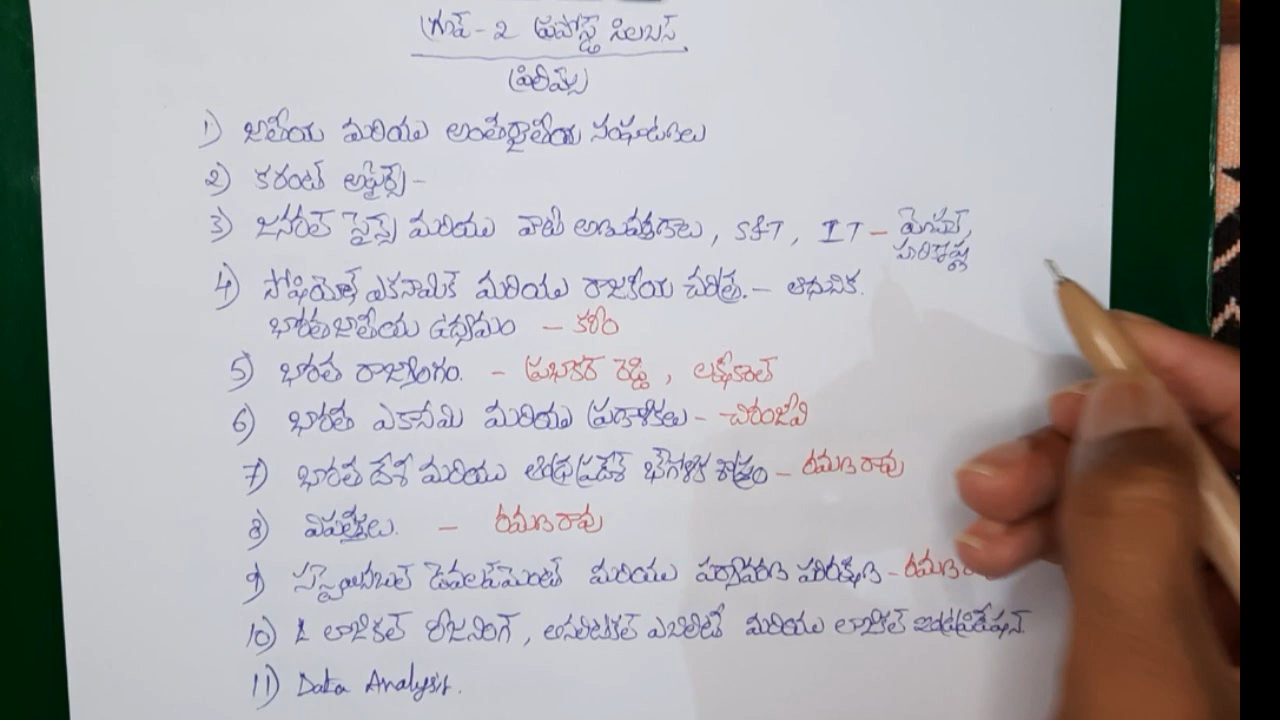 గ్రూప్ - 2 అపోస్డ్ సిలబస్
ప్రిలిమ్స్
1) జాతీయ మరియు అంతర్జాతీయ సంఘటనలు
2) కరంట్ అఫైర్స్ -
3) జనరల్ సైన్స్ మరియు వాటి అనువర్తనాలు , S&T , IT -
హరికృష్ణ
4) సోషియో ఎకనామిక్ మరియు రాజకీయ చరిత్ర. - ఆధునిక.
భారత జాతీయ ఉద్యమం - కరీం
5) భారత రాజ్యాంగం. - ప్రభాకర్ రెడ్డి , లక్ష్మీకాంత్
6) భారత ఎకానమి మరియు ప్రణాళికలు - చిరంజీవి
7) భారత దేశ మరియు ఆంధ్రప్రదేశ్ భౌగోళిక శాస్త్రం - రమణ రావు
8) విపత్తులు. - రమణ రావు
9) సస్టైనబుల్ డెవలప్‌మెంట్ మరియు పర్యావరణ పరిరక్షణ - రమణ
10) లాజికల్ రీజనింగ్ , అనలిటికల్ ఎబిలిటి మరియు లాజికల్ ఇంటర్‌ప్రిటేషన్
11) Data Analysis.